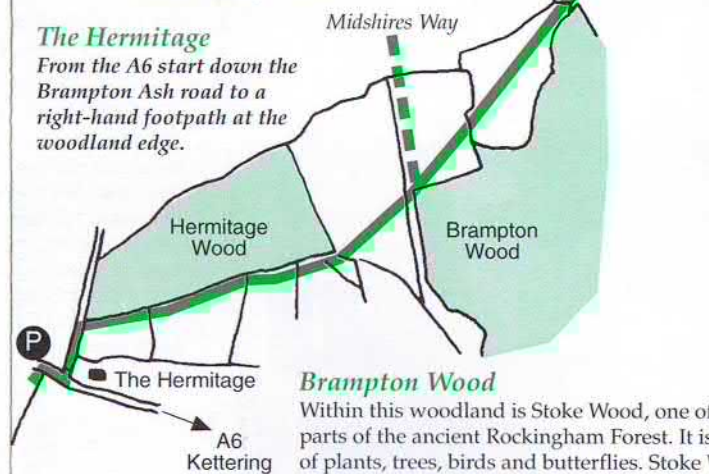 The Hermitage
From the A6 start down the
Brampton Ash road to a
right-hand footpath at the
woodland edge.
Midshires Way
Hermitage
Wood
Brampton
Wood
P
The Hermitage
A6
Kettering
Brampton Wood
Within this woodland is Stoke Wood, one of
parts of the ancient Rockingham Forest. It is
of plants, trees, birds and butterflies. Stoke